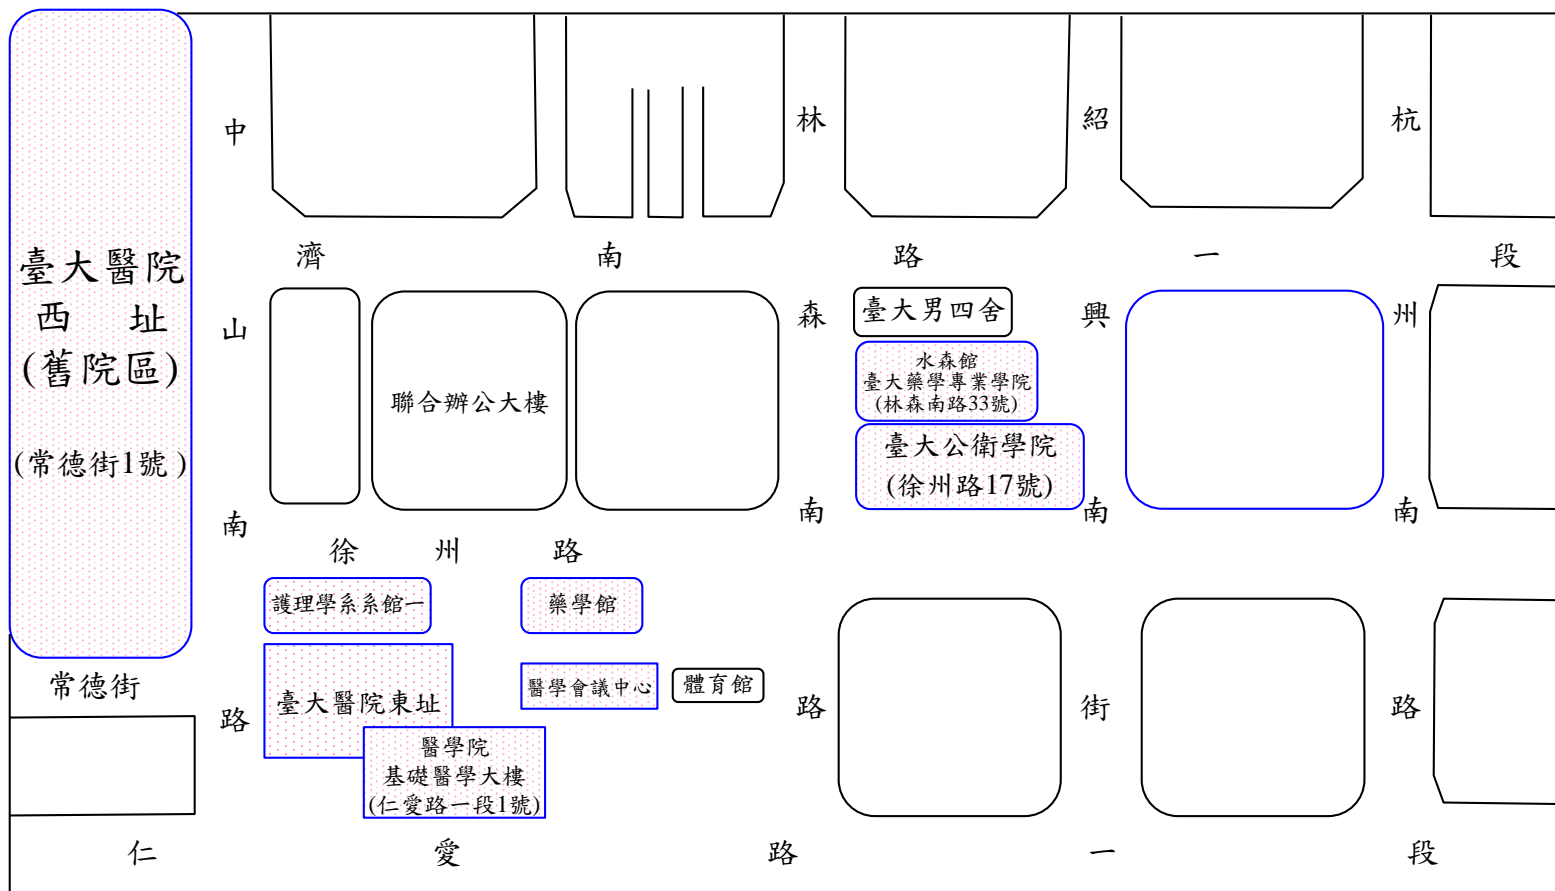 臺大醫院
西 址
(舊院區)
(常德街1號)
常德街
中山南路
濟南路一段
林森南路
紹興南街
杭州南路
聯合辦公大樓
臺大男四舍
水森館
臺大藥學專業學院
(林森南路33號)
臺大公衛學院
(徐州路17號)
徐州路
護理學系系館一
藥學館
臺大醫院東址
醫學會議中心
體育館
醫學院
基礎醫學大樓
(仁愛路一段1號)
仁愛路一段